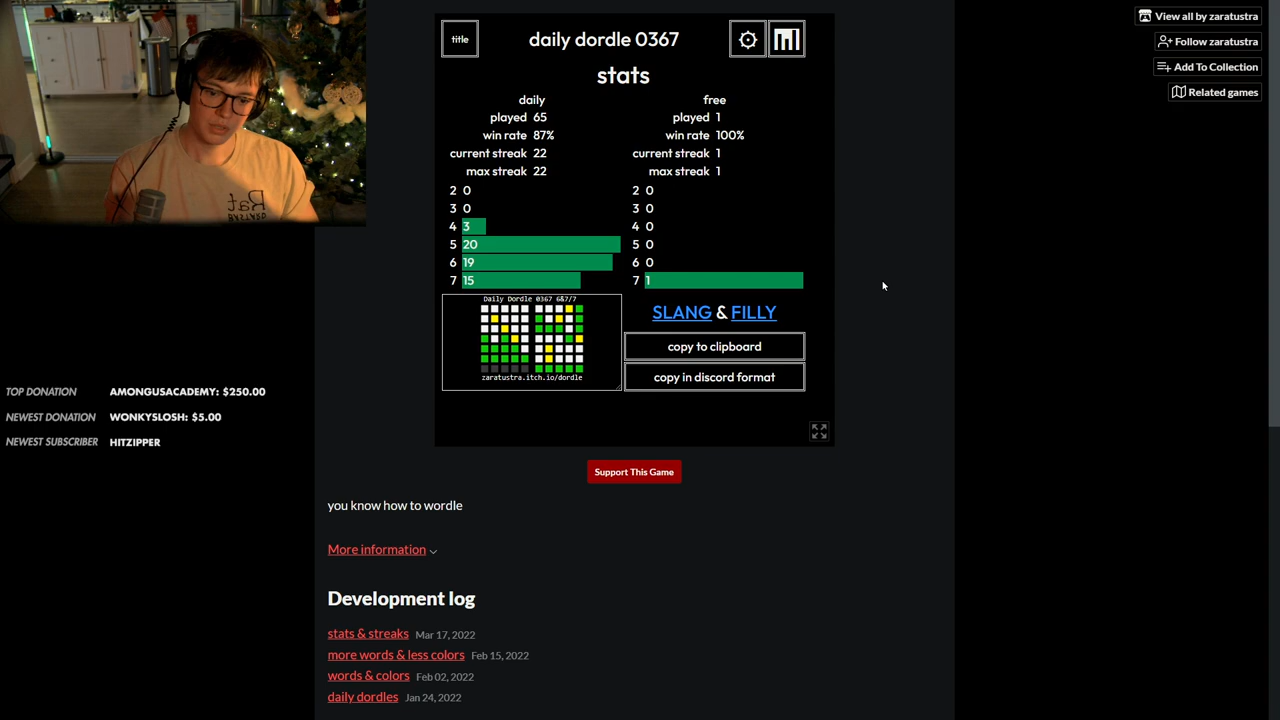 title
daily dordle 0367
stats
daily
played 65
win rate 87%
current streak 22
max streak 22
2 0
3 0
4 3
5 20
6 19
7 15
free
played 1
win rate 100%
current streak 1
max streak 1
2 0
3 0
4 0
5 0
6 0
7 1
Daily Dordle 0367 6&7/7
zaratustra.itch.io/dordle
SLANG & FILLY
copy to clipboard
copy in discord format
Support This Game
you know how to wordle
More information
Development log
stats & streaks Mar 17, 2022
more words & less colors Feb 15, 2022
words & colors Feb 02, 2022
daily dordles Jan 24, 2022
View all by zaratustra
Follow zaratustra
Add To Collection
Related games
TOP DONATION AMONGUSACADEMY: $250.00
NEWEST DONATION WONKYSLOSH: $5.00
NEWEST SUBSCRIBER HITZIPPER
Rat